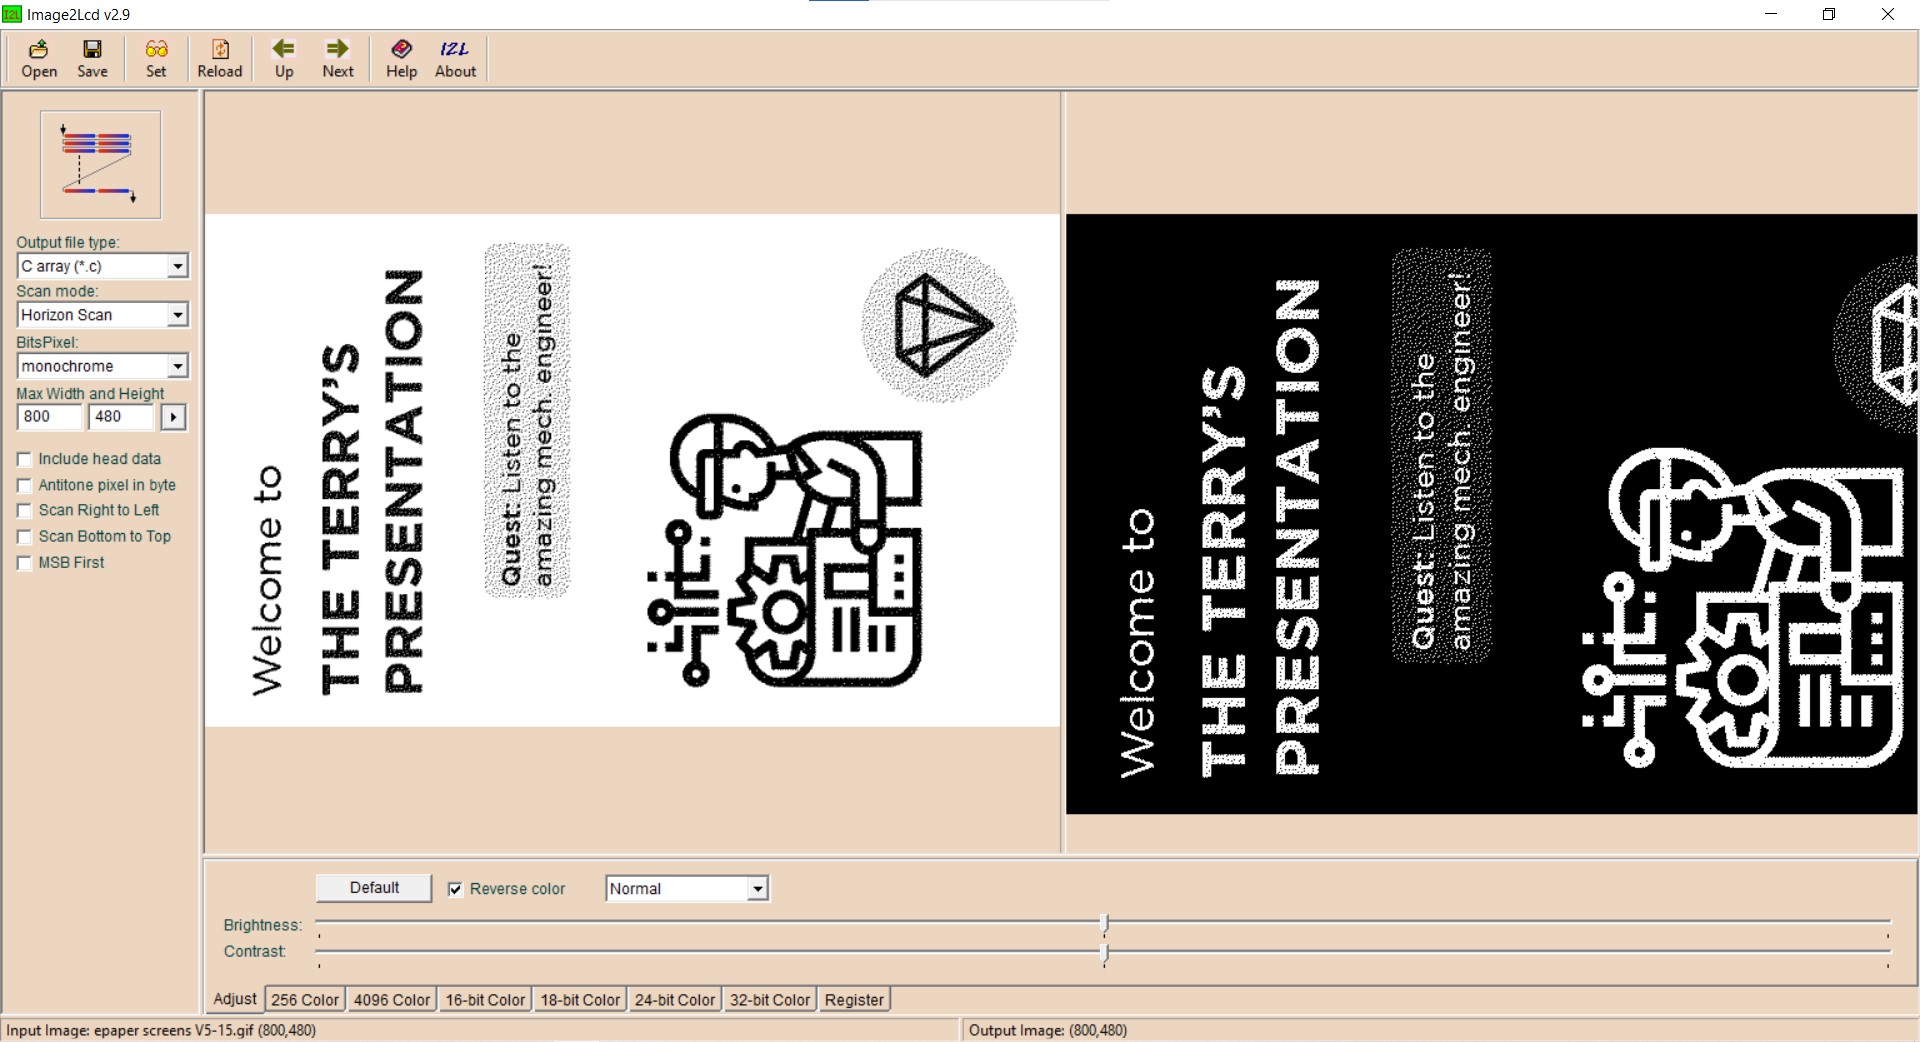 I2L Image2Lcd v2.9
Open Save Set Reload Up Next Help I2L About
Output file type:
C array (*.c)
Scan mode:
Horizon Scan
BitsPixel:
monochrome
Max Width and Height
800 480
Include head data
Antitone pixel in byte
Scan Right to Left
Scan Bottom to Top
MSB First
Welcome to
THE TERRY'S
PRESENTATION
Quest: Listen to the
amazing mech. engineer!
Welcome to
THE TERRY'S
PRESENTATION
Quest: Listen to the
amazing mech. engineer!
Default Reverse color Normal
Brightness:
Contrast:
Adjust 256 Color 4096 Color 16-bit Color 18-bit Color 24-bit Color 32-bit Color Register
Input Image: epaper screens V5-15.gif (800,480) Output Image: (800,480)